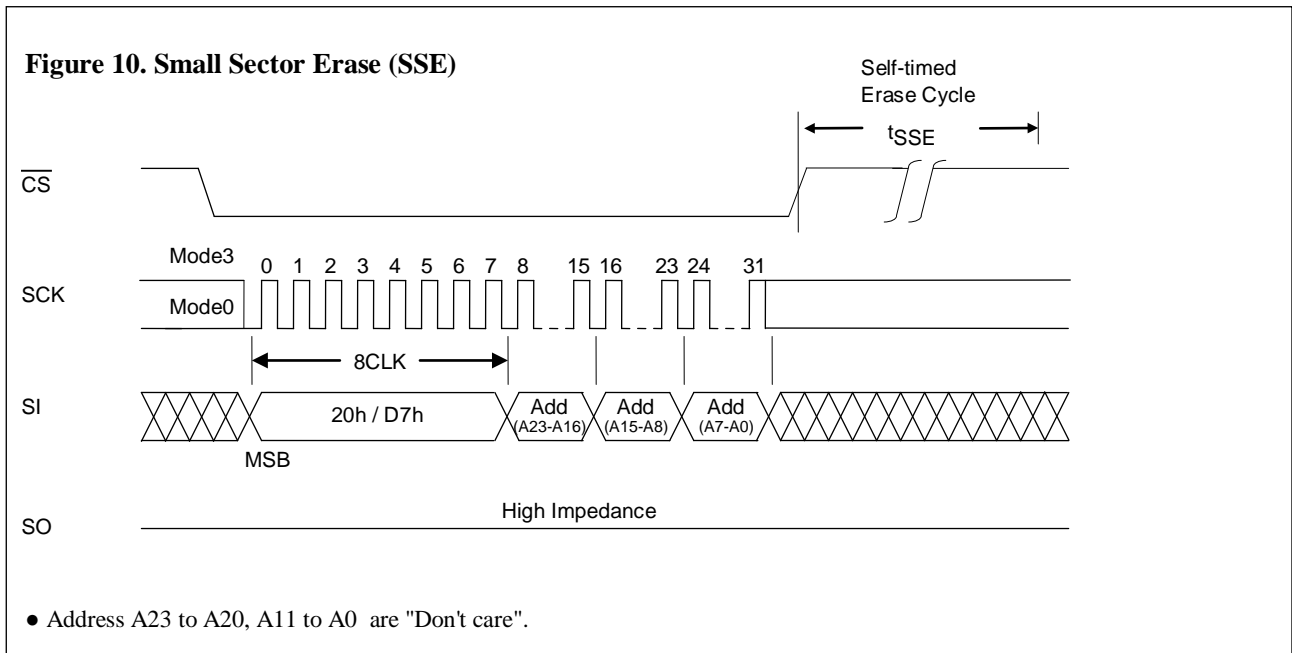 Figure 10. Small Sector Erase (SSE)
Self-timed
Erase Cycle
tSSE
CS
Mode3
0 1 2 3 4 5 6 7 8 15 16 23 24 31
SCK
Mode0
8CLK
SI
20h / D7h
Add
(A23-A16)
Add
(A15-A8)
Add
(A7-A0)
MSB
High Impedance
SO
● Address A23 to A20, A11 to A0 are "Don't care".